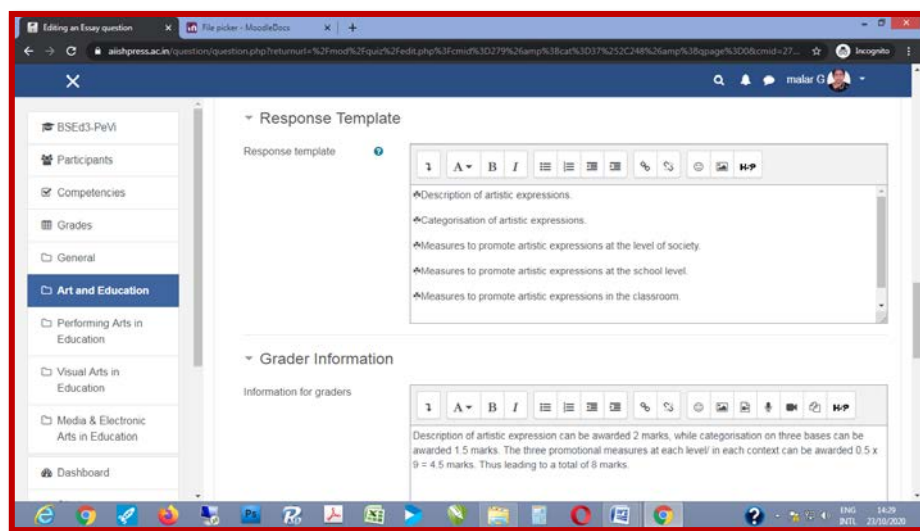 Editing an Essay question
File picker - MoodleDocs
aiishpress.ac.in/question/question.php?returnurl=%2Fmod%2Fquiz%2Fedit.php%3Fcmid%3D279%26amp%3Bcat%3D37%252C248%26amp%3Bqpage%3D0&cmid=27...
Incognito
malar G
BSEd3-PeVi
Participants
Competencies
Grades
General
Art and Education
Performing Arts in
Education
Visual Arts in
Education
Media & Electronic
Arts in Education
Dashboard
Response Template
Response template
A B I H-P
Description of artistic expressions.
Categorisation of artistic expressions.
Measures to promote artistic expressions at the level of society.
Measures to promote artistic expressions at the school level.
Measures to promote artistic expressions in the classroom.
Grader Information
Information for graders
A B I H-P
Description of artistic expression can be awarded 2 marks, while categorisation on three bases can be
awarded 1.5 marks. The three promotional measures at each level/ in each context can be awarded 0.5 x
9 = 4.5 marks. Thus leading to a total of 8 marks.
ENG 14:29
INTL 23/10/2020